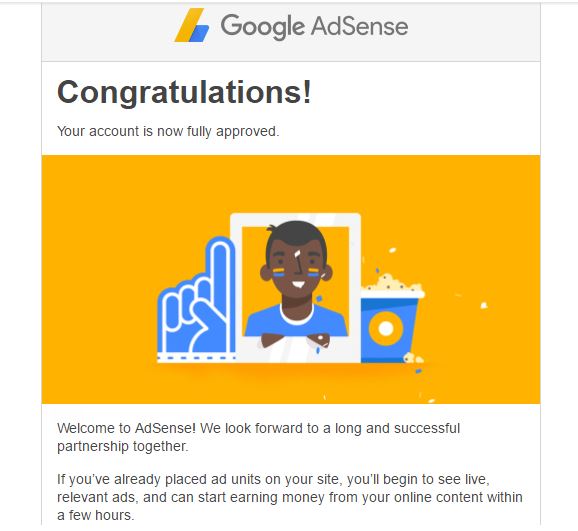 Google AdSense
Congratulations!
Your account is now fully approved.
Welcome to AdSense! We look forward to a long and successful
partnership together.
If you've already placed ad units on your site, you'll begin to see live,
relevant ads, and can start earning money from your online content within
a few hours.